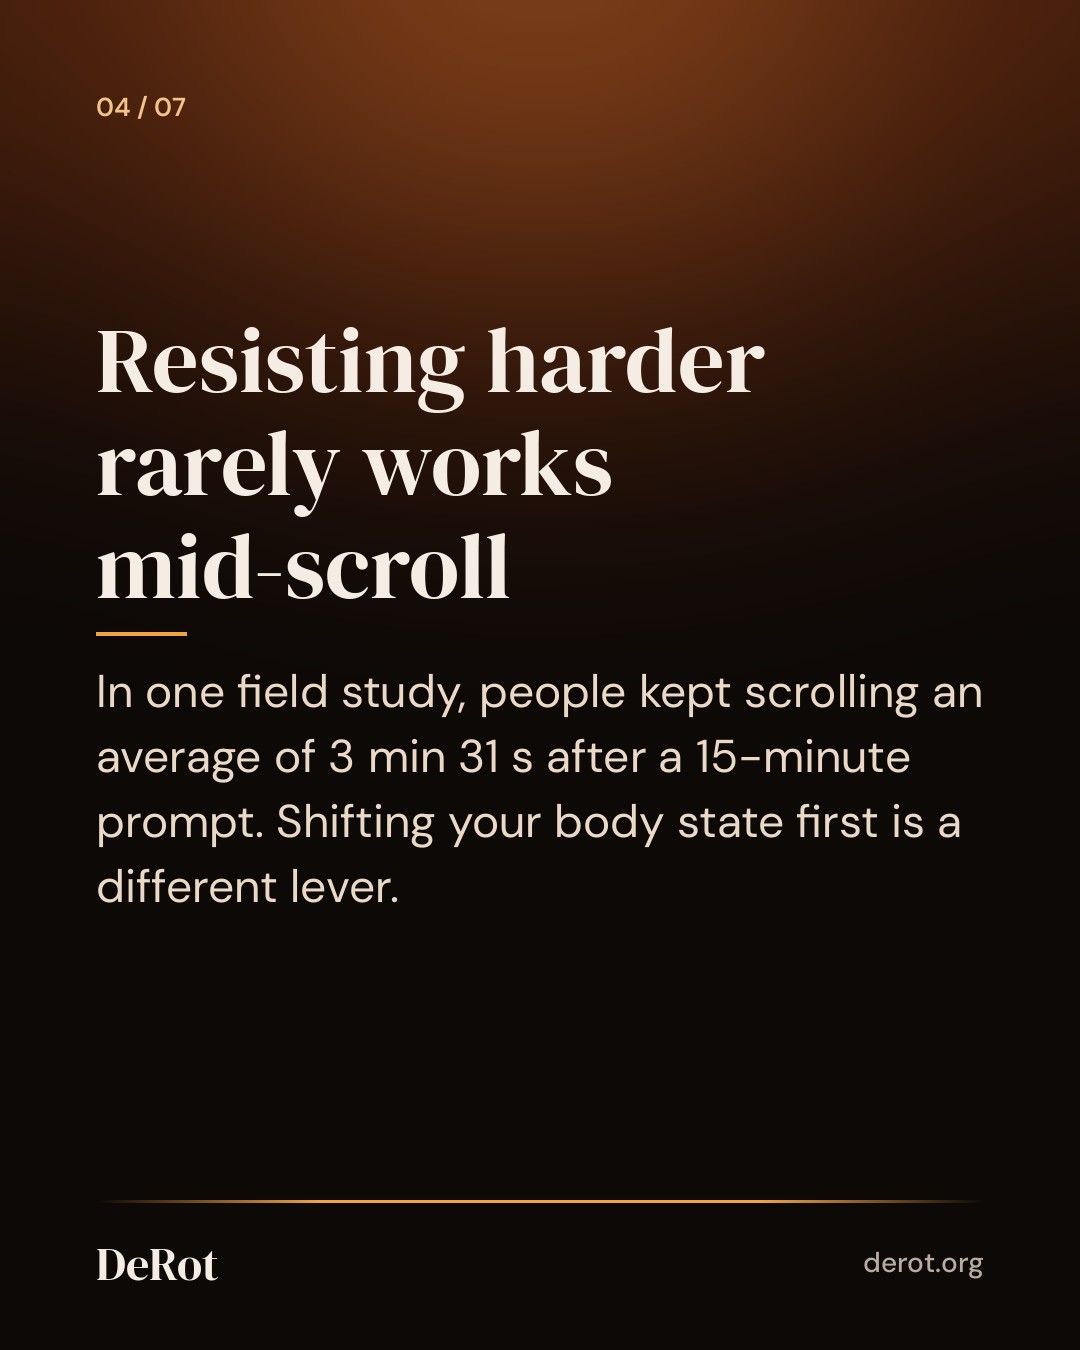 04 / 07
Resisting harder
rarely works
mid-scroll
In one field study, people kept scrolling an
average of 3 min 31 s after a 15-minute
prompt. Shifting your body state first is a
different lever.
DeRot
derot.org